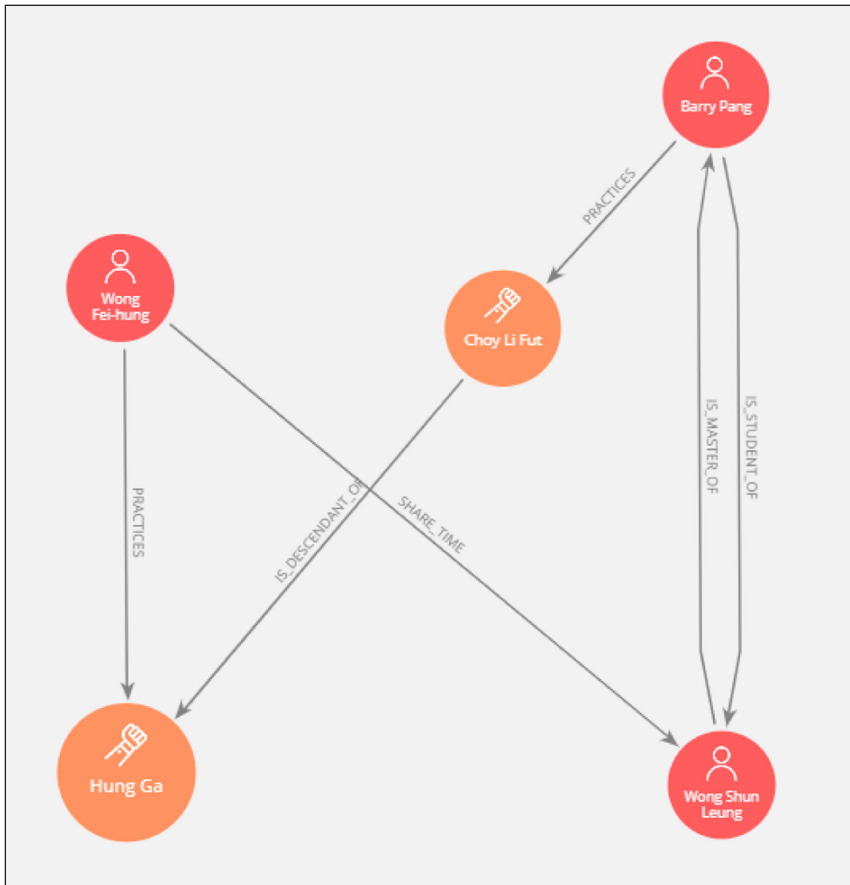 Barry Pang
PRACTICES
Wong
Fei-hung
Choy Li Fut
IS_MASTER_OF
IS_STUDENT_OF
PRACTICES
IS_DESCENDANT_OF
SHARE_TIME
Hung Ga
Wong Shun
Leung